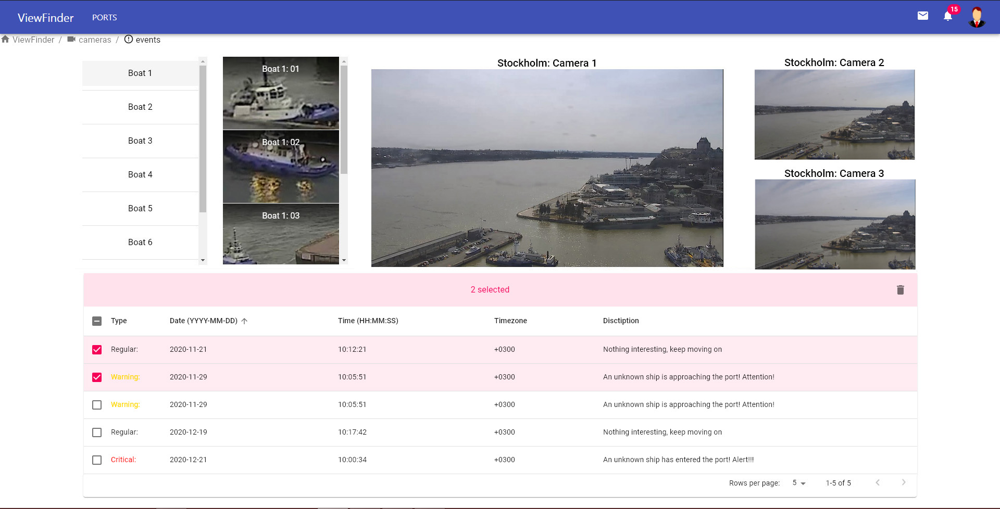 ViewFinder PORTS 15
ViewFinder / cameras / events
Boat 1
Boat 2
Boat 3
Boat 4
Boat 5
Boat 6
Boat 1: 01
Boat 1: 02
Boat 1: 03
Stockholm: Camera 1
Stockholm: Camera 2
Stockholm: Camera 3
2 selected
Type Date (YYYY-MM-DD) Time (HH:MM:SS) Timezone Disctiption
Regular: 2020-11-21 10:12:21 +0300 Nothing interesting, keep moving on
Warning: 2020-11-29 10:05:51 +0300 An unknown ship is approaching the port! Attention!
Warning: 2020-11-29 10:05:51 +0300 An unknown ship is approaching the port! Attention!
Regular: 2020-12-19 10:17:42 +0300 Nothing interesting, keep moving on
Critical: 2020-12-21 10:00:34 +0300 An unknown ship has entered the port! Alert!!!
Rows per page: 5 1-5 of 5